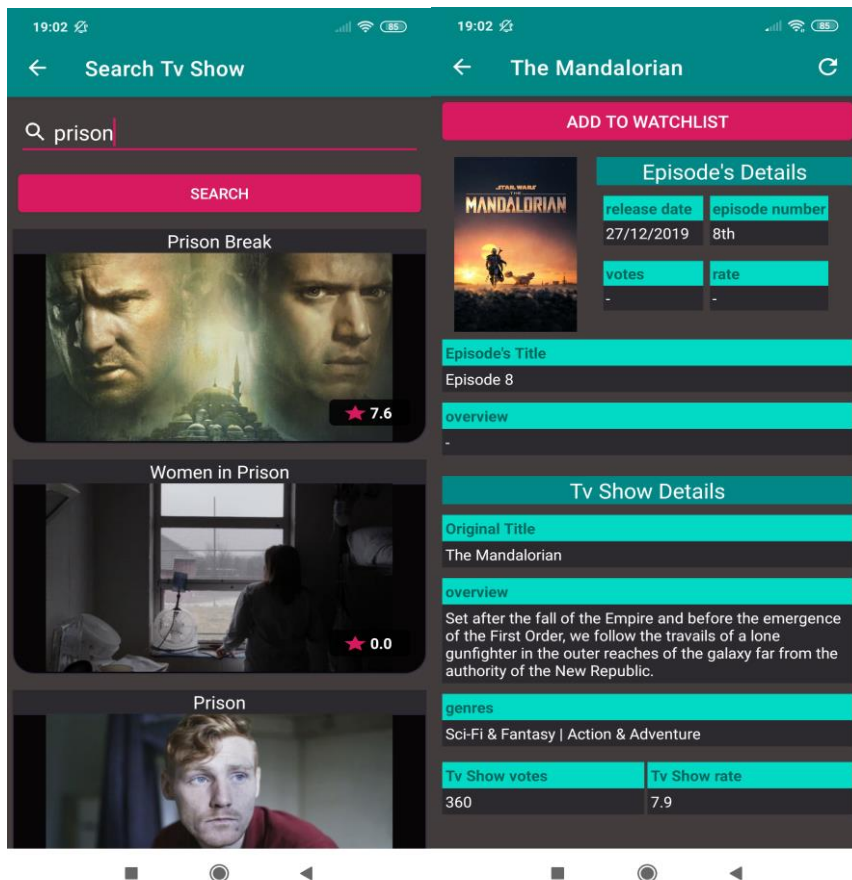 19:02
85
Search Tv Show
prison
SEARCH
Prison Break
7.6
Women in Prison
0.0
Prison
19:02
85
The Mandalorian
ADD TO WATCHLIST
STAR WARS
THE
MANDALORIAN
Episode's Details
release date episode number
27/12/2019 8th
votes rate
- -
Episode's Title
Episode 8
overview
-
Tv Show Details
Original Title
The Mandalorian
overview
Set after the fall of the Empire and before the emergence
of the First Order, we follow the travails of a lone
gunfighter in the outer reaches of the galaxy far from the
authority of the New Republic.
genres
Sci-Fi & Fantasy | Action & Adventure
Tv Show votes Tv Show rate
360 7.9